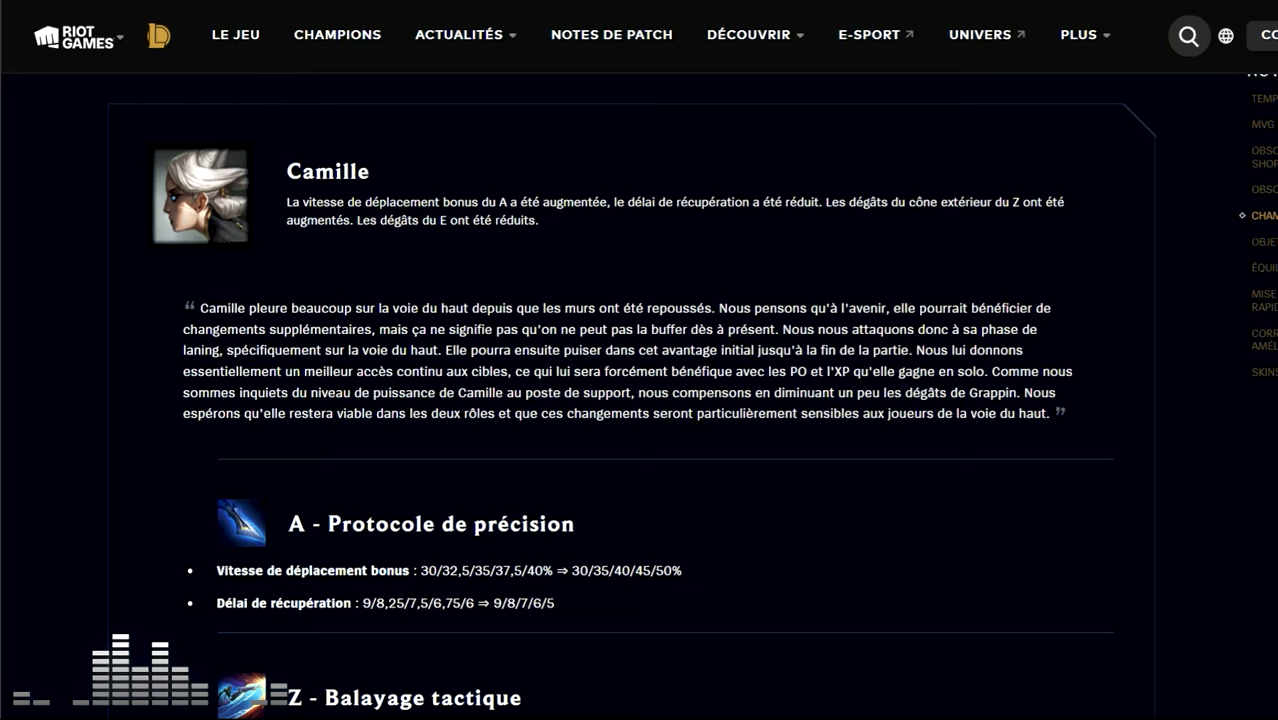 RIOT GAMES
LE JEU
CHAMPIONS
ACTUALITÉS
NOTES DE PATCH
DÉCOUVRIR
E-SPORT
UNIVERS
PLUS
CO
TEMP
MVG
OBSC
SHOP
OBSC
CHAM
OBJE
ÉQUIL
MISE
RAPID
CORR
AMÉL
SKINS
Camille
La vitesse de déplacement bonus du A a été augmentée, le délai de récupération a été réduit. Les dégâts du cône extérieur du Z ont été
augmentés. Les dégâts du E ont été réduits.
“ Camille pleure beaucoup sur la voie du haut depuis que les murs ont été repoussés. Nous pensons qu'à l'avenir, elle pourrait bénéficier de
changements supplémentaires, mais ça ne signifie pas qu'on ne peut pas la buffer dès à présent. Nous nous attaquons donc à sa phase de
laning, spécifiquement sur la voie du haut. Elle pourra ensuite puiser dans cet avantage initial jusqu'à la fin de la partie. Nous lui donnons
essentiellement un meilleur accès continu aux cibles, ce qui lui sera forcément bénéfique avec les PO et l'XP qu'elle gagne en solo. Comme nous
sommes inquiets du niveau de puissance de Camille au poste de support, nous compensons en diminuant un peu les dégâts de Grappin. Nous
espérons qu'elle restera viable dans les deux rôles et que ces changements seront particulièrement sensibles aux joueurs de la voie du haut. ”
A - Protocole de précision
• Vitesse de déplacement bonus : 30/32,5/35/37,5/40% ⇒ 30/35/40/45/50%
• Délai de récupération : 9/8,25/7,5/6,75/6 ⇒ 9/8/7/6/5
Z - Balayage tactique